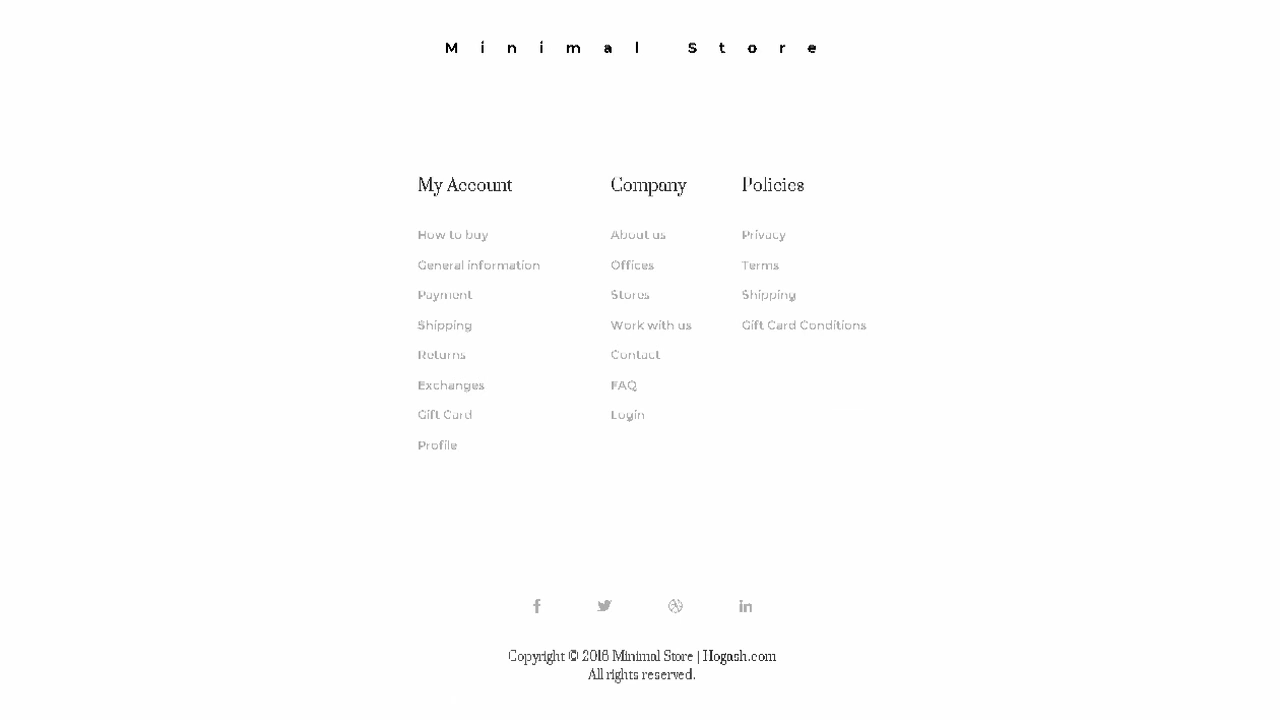 Minimal Store
My Account
How to buy
General information
Payment
Shipping
Returns
Exchanges
Gift Card
Profile
Company
About us
Offices
Stores
Work with us
Contact
FAQ
Login
Policies
Privacy
Terms
Shipping
Gift Card Conditions
Copyright © 2018 Minimal Store | Hogash.com
All rights reserved.